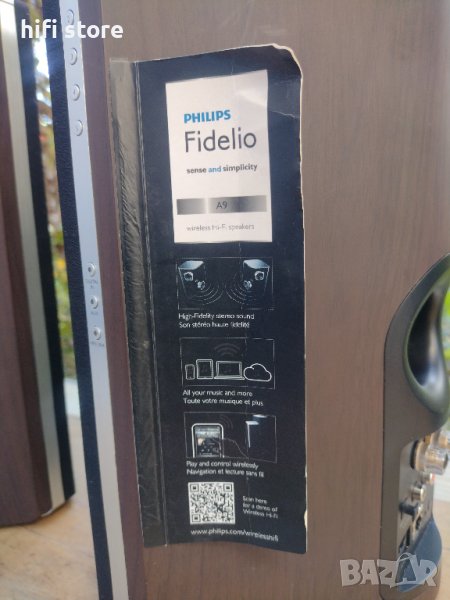 hifi store
PHILIPS
Fidelio
sense and simplicity
A9
wireless Hi-Fi speakers
High-Fidelity stereo sound
Son stéréo haute fidélité
All your music and more
Toute votre musique et plus
Play and control wirelessly
Navigation et lecture sans fil
Scan here
for a demo of
Wireless Hi-Fi
www.philips.com/wirelesshifi
BAZAR